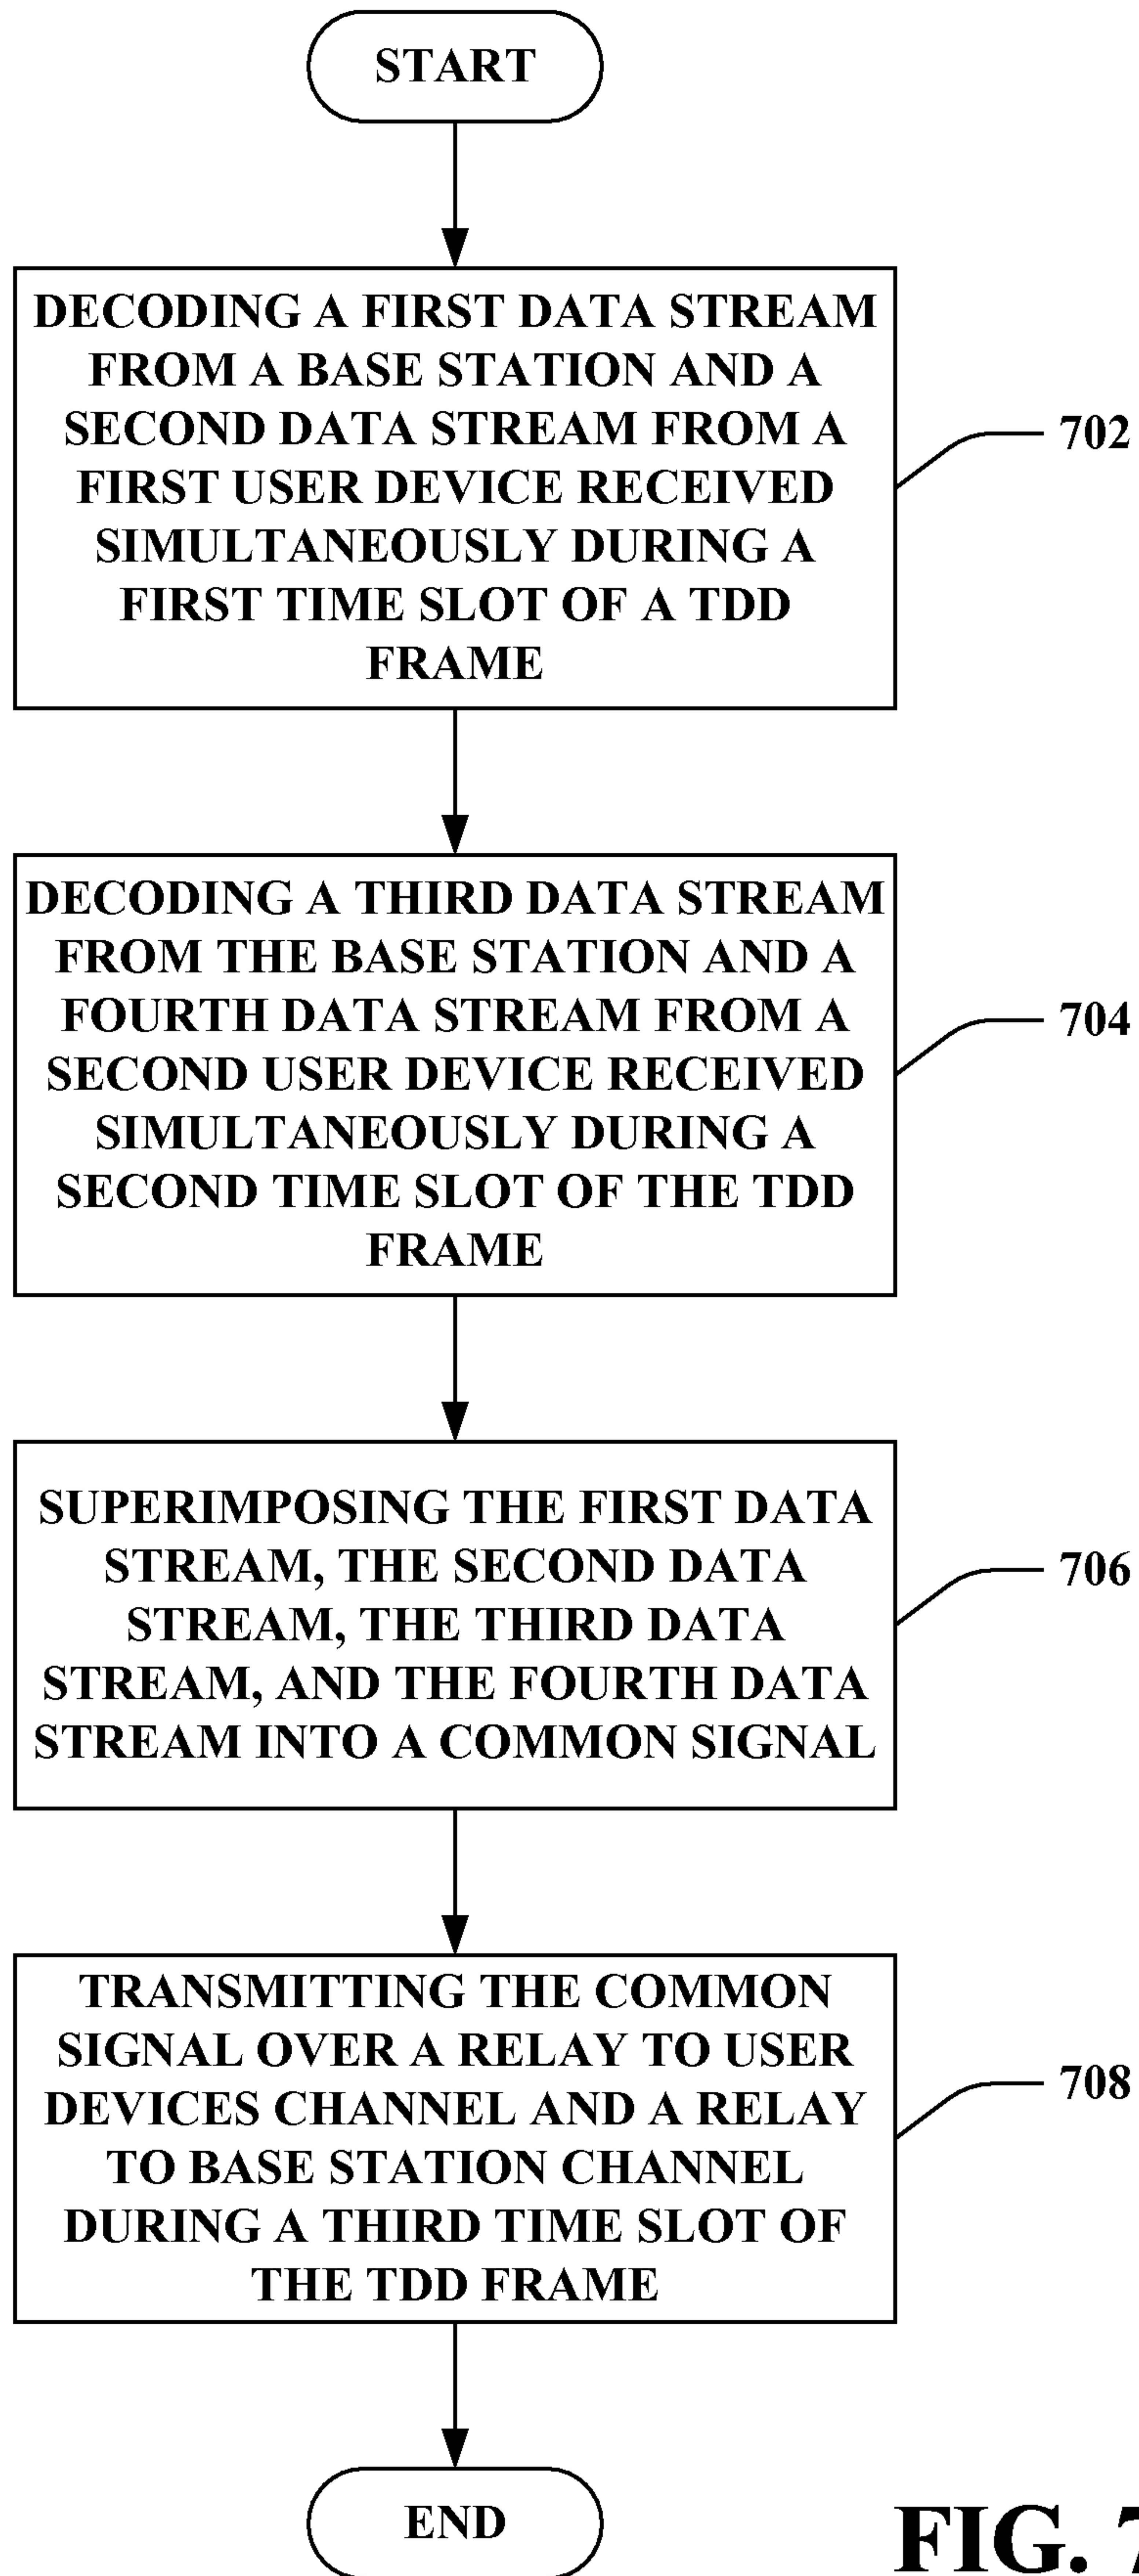 START
DECODING A FIRST DATA STREAM
FROM A BASE STATION AND A
SECOND DATA STREAM FROM A
FIRST USER DEVICE RECEIVED
SIMULTANEOUSLY DURING A
FIRST TIME SLOT OF A TDD
FRAME
702
DECODING A THIRD DATA STREAM
FROM THE BASE STATION AND A
FOURTH DATA STREAM FROM A
SECOND USER DEVICE RECEIVED
SIMULTANEOUSLY DURING A
SECOND TIME SLOT OF THE TDD
FRAME
704
SUPERIMPOSING THE FIRST DATA
STREAM, THE SECOND DATA
STREAM, THE THIRD DATA
STREAM, AND THE FOURTH DATA
STREAM INTO A COMMON SIGNAL
706
TRANSMITTING THE COMMON
SIGNAL OVER A RELAY TO USER
DEVICES CHANNEL AND A RELAY
TO BASE STATION CHANNEL
DURING A THIRD TIME SLOT OF
THE TDD FRAME
708
END
FIG. 7